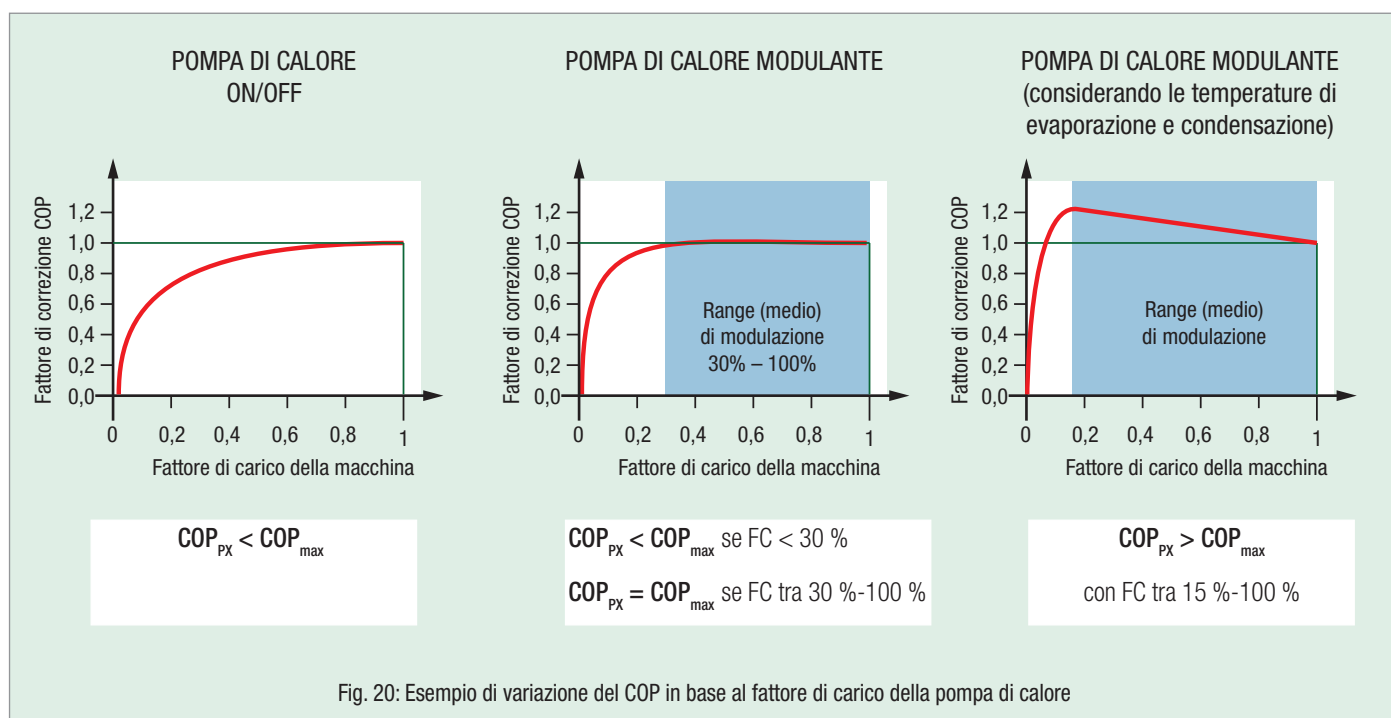 POMPA DI CALORE
ON/OFF
Fattore di correzione COP
1,2
1,0
0,8
0,6
0,4
0,2
0,0
0 0,2 0,4 0,6 0,8 1
Fattore di carico della macchina
COP_PX < COP_max
POMPA DI CALORE MODULANTE
Fattore di correzione COP
1,2
1,0
0,8
0,6
0,4
0,2
0,0
Range (medio)
di modulazione
30% – 100%
0 0,2 0,4 0,6 0,8 1
Fattore di carico della macchina
COP_PX < COP_max se FC < 30 %
COP_PX = COP_max se FC tra 30 %-100 %
POMPA DI CALORE MODULANTE
(considerando le temperature di
evaporazione e condensazione)
Fattore di correzione COP
1,2
1,0
0,8
0,6
0,4
0,2
0,0
Range (medio)
di modulazione
0 0,2 0,4 0,6 0,8 1
Fattore di carico della macchina
COP_PX > COP_max
con FC tra 15 %-100 %
Fig. 20: Esempio di variazione del COP in base al fattore di carico della pompa di calore